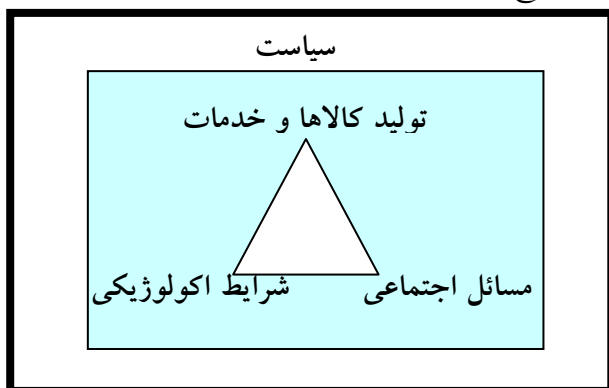 سیاست
تولید کالاها و خدمات
مسائل اجتماعی
شرایط اکولوژیکی